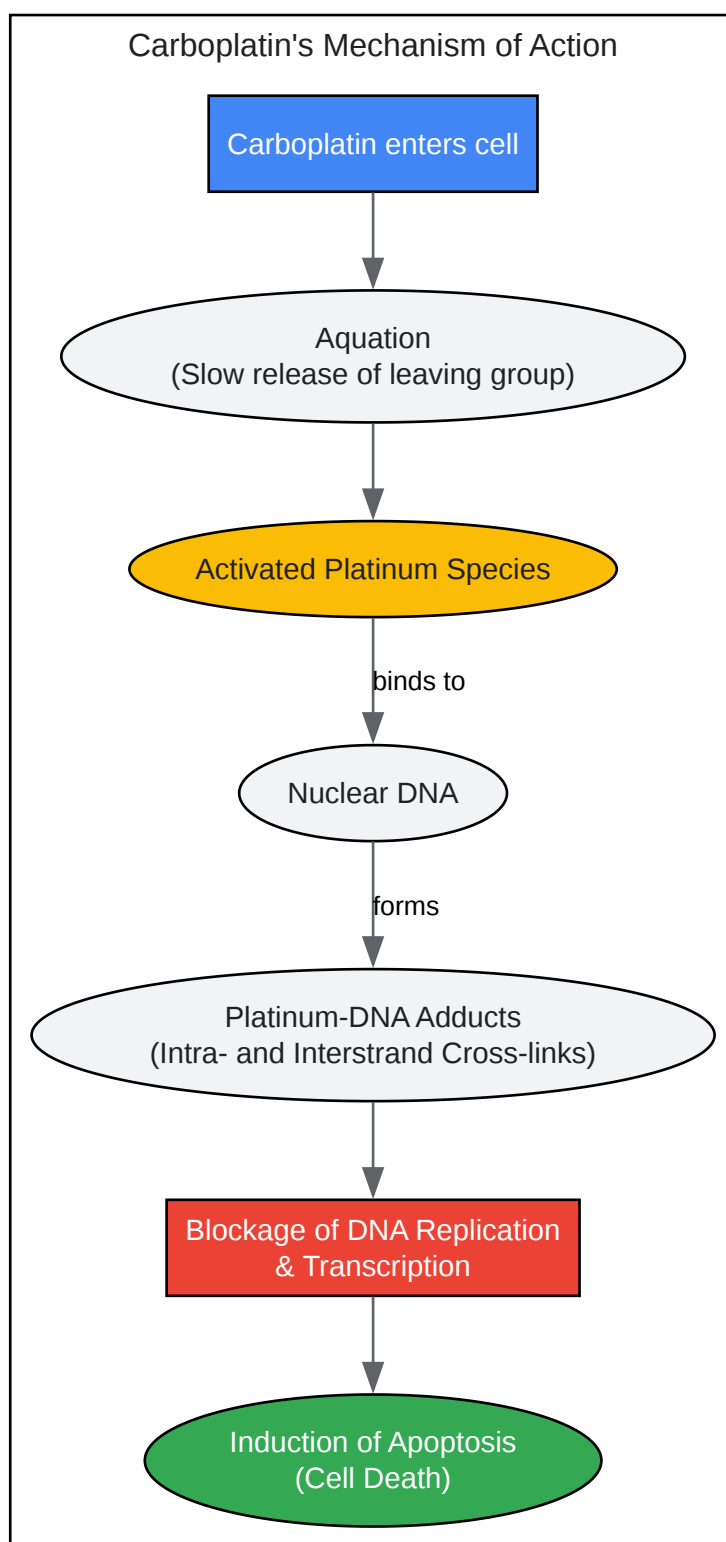 Carboplatin's Mechanism of Action
Carboplatin enters cell
Aquation
(Slow release of leaving group)
Activated Platinum Species
binds to
Nuclear DNA
forms
Platinum-DNA Adducts
(Intra- and Interstrand Cross-links)
Blockage of DNA Replication
& Transcription
Induction of Apoptosis
(Cell Death)